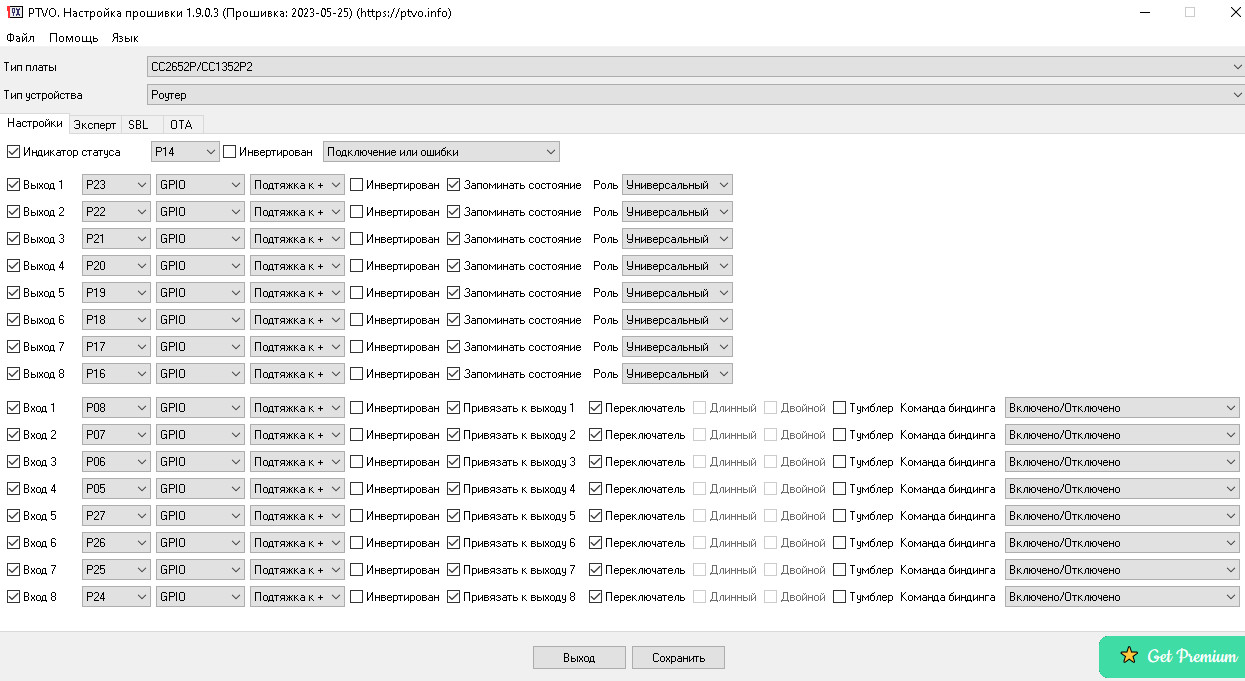 PTVO. Настройка прошивки 1.9.0.3 (Прошивка: 2023-05-25) (https://ptvo.info)
Файл Помощь Язык
Тип платы CC2652P/CC1352P2
Тип устройства Роутер
Настройки Эксперт SBL OTA
Индикатор статуса P14 Инвертирован Подключение или ошибки
Выход 1 P23 GPIO Подтяжка к + Инвертирован Запоминать состояние Роль Универсальный
Выход 2 P22 GPIO Подтяжка к + Инвертирован Запоминать состояние Роль Универсальный
Выход 3 P21 GPIO Подтяжка к + Инвертирован Запоминать состояние Роль Универсальный
Выход 4 P20 GPIO Подтяжка к + Инвертирован Запоминать состояние Роль Универсальный
Выход 5 P19 GPIO Подтяжка к + Инвертирован Запоминать состояние Роль Универсальный
Выход 6 P18 GPIO Подтяжка к + Инвертирован Запоминать состояние Роль Универсальный
Выход 7 P17 GPIO Подтяжка к + Инвертирован Запоминать состояние Роль Универсальный
Выход 8 P16 GPIO Подтяжка к + Инвертирован Запоминать состояние Роль Универсальный
Вход 1 P08 GPIO Подтяжка к + Инвертирован Привязать к выходу 1 Переключатель Длинный Двойной Тумблер Команда биндинга Включено/Отключено
Вход 2 P07 GPIO Подтяжка к + Инвертирован Привязать к выходу 2 Переключатель Длинный Двойной Тумблер Команда биндинга Включено/Отключено
Вход 3 P06 GPIO Подтяжка к + Инвертирован Привязать к выходу 3 Переключатель Длинный Двойной Тумблер Команда биндинга Включено/Отключено
Вход 4 P05 GPIO Подтяжка к + Инвертирован Привязать к выходу 4 Переключатель Длинный Двойной Тумблер Команда биндинга Включено/Отключено
Вход 5 P27 GPIO Подтяжка к + Инвертирован Привязать к выходу 5 Переключатель Длинный Двойной Тумблер Команда биндинга Включено/Отключено
Вход 6 P26 GPIO Подтяжка к + Инвертирован Привязать к выходу 6 Переключатель Длинный Двойной Тумблер Команда биндинга Включено/Отключено
Вход 7 P25 GPIO Подтяжка к + Инвертирован Привязать к выходу 7 Переключатель Длинный Двойной Тумблер Команда биндинга Включено/Отключено
Вход 8 P24 GPIO Подтяжка к + Инвертирован Привязать к выходу 8 Переключатель Длинный Двойной Тумблер Команда биндинга Включено/Отключено
Выход Сохранить Get Premium